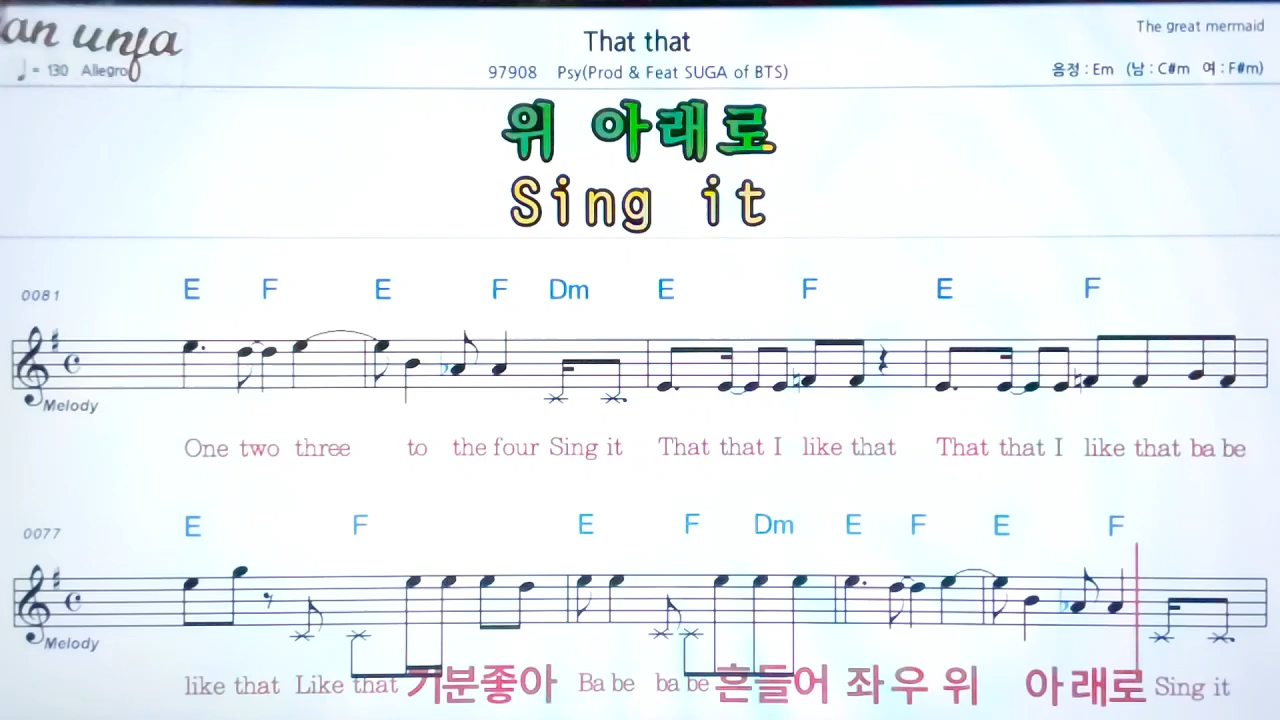 an unja
♩= 130 Allegro
That that
97908 Psy(Prod & Feat SUGA of BTS)
The great mermaid
음정 : Em (남 : C#m 여 : F#m)
위 아래로
Sing it
0081 E F E F Dm E F E F
Melody
One two three to the four Sing it That that I like that That that I like that ba be
0077 E F E F Dm E F E F
Melody
like that Like that 기분좋아 Ba be ba be 흔들어 좌우위 아래로 Sing it